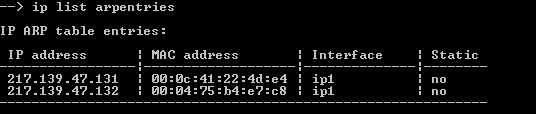 --> ip list arpentries
IP ARP table entries:
IP address | MAC address | Interface | Static
217.139.47.131 | 00:0c:41:22:4d:e4 | ip1 | no
217.139.47.132 | 00:04:75:b4:e7:c8 | ip1 | no